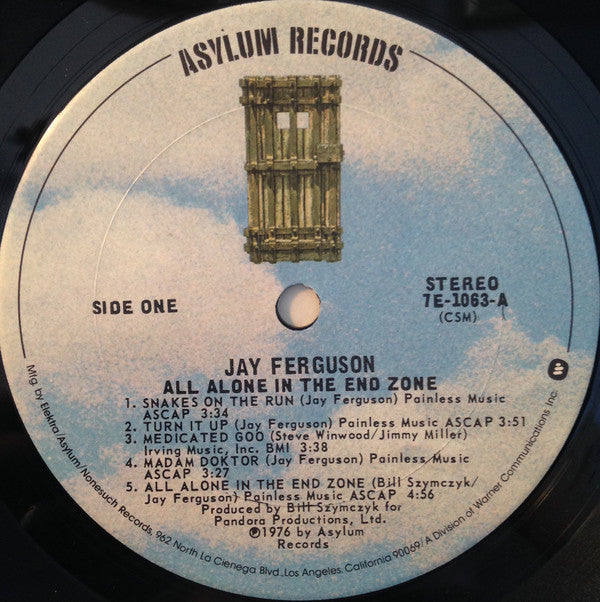 ASYLUM RECORDS
SIDE ONE
STEREO
7E-1063-A
(CSM)
JAY FERGUSON
ALL ALONE IN THE END ZONE
1. SNAKES ON THE RUN (Jay Ferguson) Painless Music
ASCAP 3:34
2. TURN IT UP (Jay Ferguson) Painless Music ASCAP 3:51
3. MEDICATED GOO (Steve Winwood/Jimmy Miller)
Irving Music, Inc. BMI 3:38
4. MADAM DOKTOR (Jay Ferguson) Painless Music
ASCAP 3:27
5. ALL ALONE IN THE END ZONE (Bill Szymczyk/
Jay Ferguson) Painless Music ASCAP 4:56
Produced by Bill Szymczyk for
Pandora Productions, Ltd.
℗1976 by Asylum
Records
Mfg. by Elektra/Asylum/Nonesuch Records, 962 North La Cienega Blvd., Los Angeles, California 90069/A Division of Warner Communications Inc.